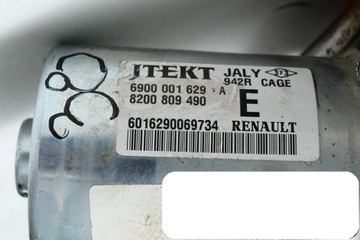 JTEKT JALY
942R CAGE
6900 001 629 - A
8200 809 490 E
6016290069734 RENAULT